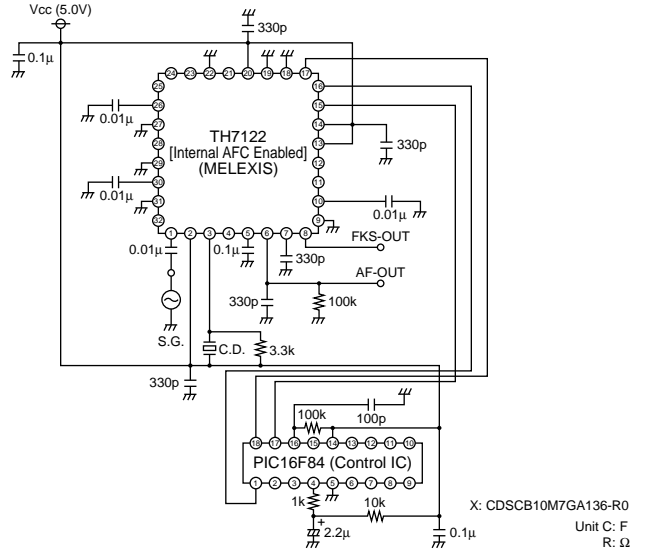 Vcc (5.0V)
0.1μ
330p
24 23 22 21 20 19 18 17
25 26 27 28 29 30 31 32
16 15 14 13 12 11 10 9
TH7122
[Internal AFC Enabled]
(MELEXIS)
0.01μ
0.01μ
330p
0.01μ
1 2 3 4 5 6 7 8
0.01μ
0.1μ
330p
FKS-OUT
AF-OUT
330p
100k
S.G.
C.D.
3.3k
330p
100k
100p
18 17 16 15 14 13 12 11 10
PIC16F84 (Control IC)
1 2 3 4 5 6 7 8 9
1k
10k
+
2.2μ
0.1μ
X: CDSCB10M7GA136-R0
Unit C: F
R: Ω